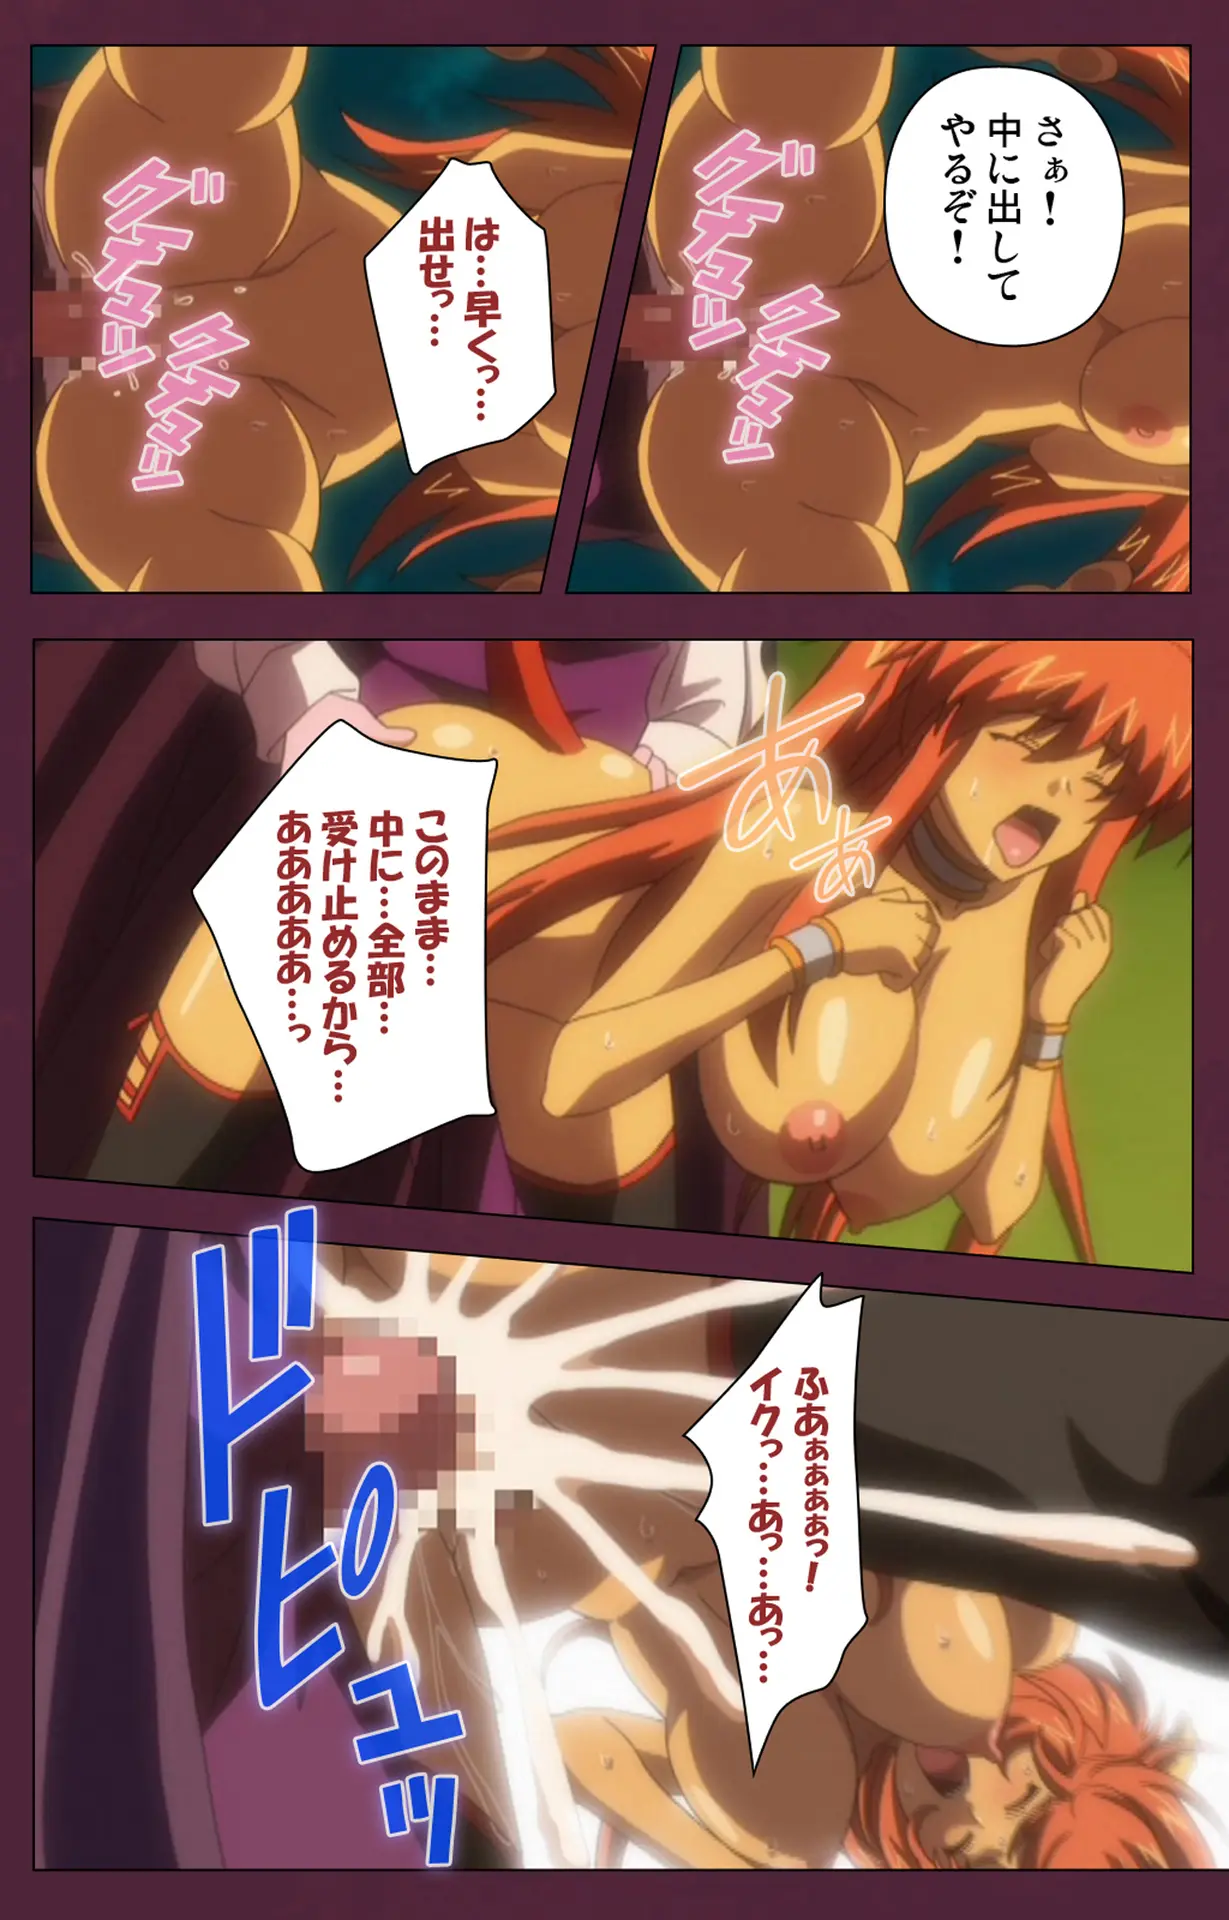 さぁ!
中に出して
やるぞ!
グチュッ
グチュッ
は…早くっ…
出せっ…
グチュッ
グチュッ
あぁ
このまま…
中に…全部…
受け止めるから…
あああああ…っ
ふあぁぁぁぁっ!
イクっ…あっ…あっ…
ドピュッ